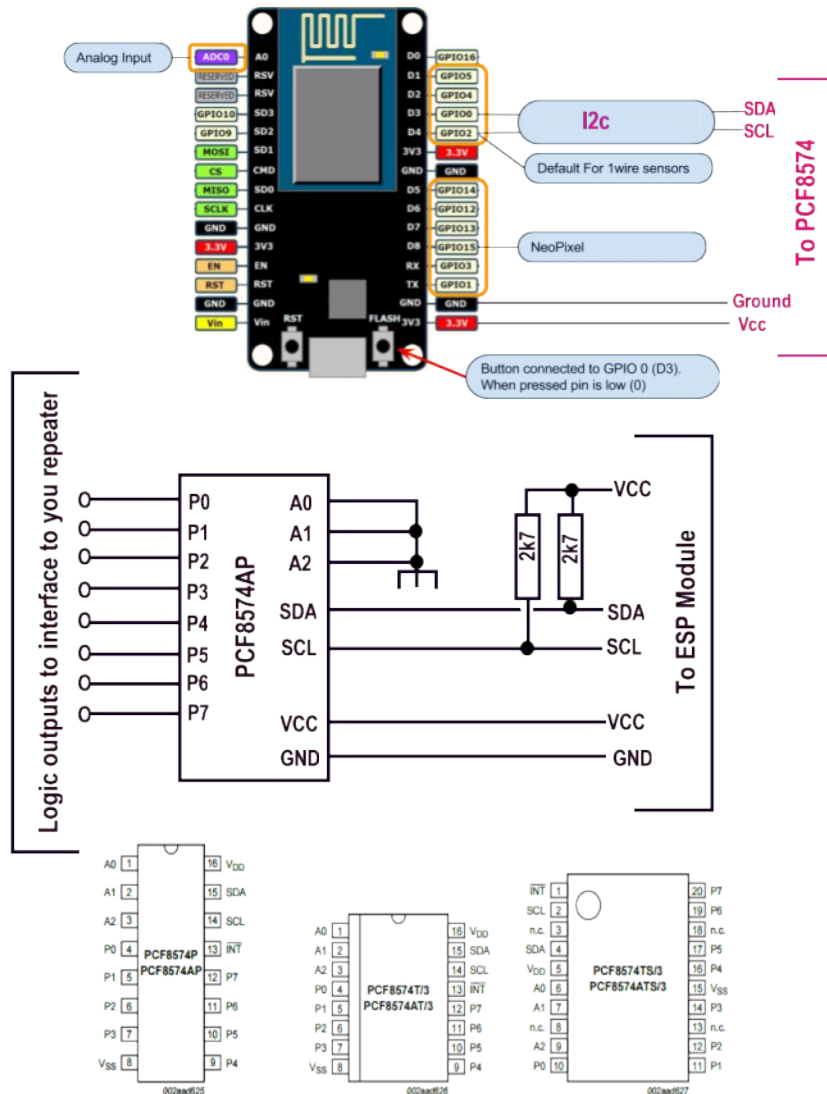 Analog Input
ADC0 A0 D0 GPIO16
RESERVED RSV D1 GPIO5
RESERVED RSV D2 GPIO4
GPIO10 SD3 D3 GPIO0
GPIO9 SD2 D4 GPIO2
MOSI SD1 3V3 3.3V
CS CMD GND GND
MISO SD0 D5 GPIO14
SCLK CLK D6 GPIO12
GND GND D7 GPIO13
3.3V 3V3 D8 GPIO15
EN EN RX GPIO3
RST RST TX GPIO1
GND GND GND GND
Vin Vin 3V3 3.3V
RST FLASH
I2c
SDA
SCL
Default For 1wire sensors
NeoPixel
To PCF8574
Ground
Vcc
Button connected to GPIO 0 (D3).
When pressed pin is low (0)
Logic outputs to interface to you repeater
P0
P1
P2
P3
P4
P5
P6
P7
PCF8574AP
A0
A1
A2
SDA
SCL
VCC
GND
2k7
2k7
VCC
SDA
SCL
VCC
GND
To ESP Module
A0 1 16 VDD
A1 2 15 SDA
A2 3 14 SCL
P0 4 13 INT
PCF8574P
PCF8574AP
P1 5 12 P7
P2 6 11 P6
P3 7 10 P5
VSS 8 9 P4
002aad625
A0 1 16 VDD
A1 2 15 SDA
A2 3 14 SCL
P0 4 13 INT
PCF8574T/3
PCF8574AT/3
P1 5 12 P7
P2 6 11 P6
P3 7 10 P5
VSS 8 9 P4
002aad626
INT 1 20 P7
SCL 2 19 P6
n.c. 3 18 n.c.
SDA 4 17 P5
VDD 5 16 P4
PCF8574TS/3
PCF8574ATS/3
A0 6 15 VSS
A1 7 14 P3
n.c. 8 13 n.c.
A2 9 12 P2
P0 10 11 P1
002aad627